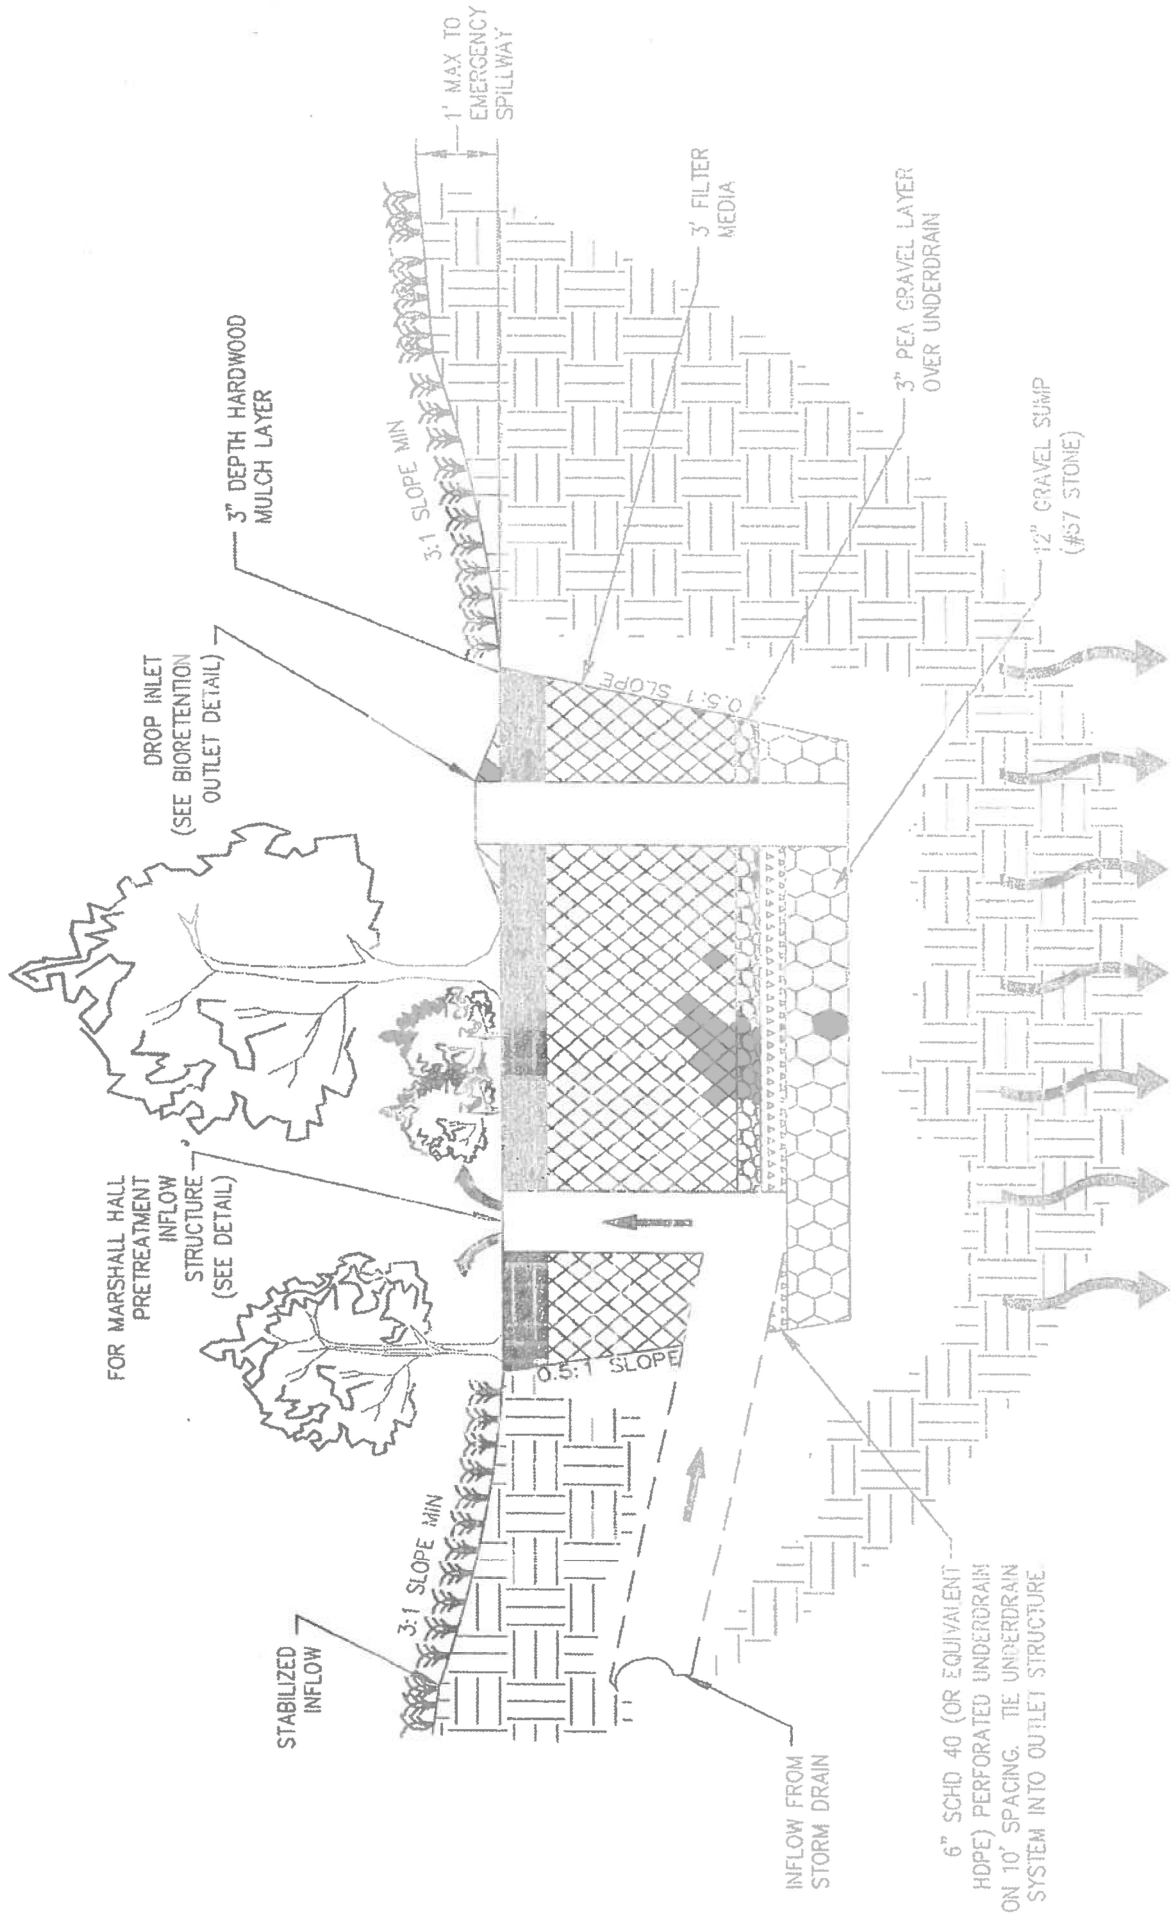 STABILIZED
INFLOW
FOR MARSHALL HALL
PRETREATMENT
INFLOW
STRUCTURE
(SEE DETAIL)
DROP INLET
(SEE BIORETENTION
OUTLET DETAIL)
3" DEPTH HARDWOOD
MULCH LAYER
1' MAX TO
EMERGENCY
SPILLWAY
3:1 SLOPE MIN
3:1 SLOPE MIN
0.5:1 SLOPE
0.5:1 SLOPE
3' FILTER
MEDIA
3" PEA GRAVEL LAYER
OVER UNDERDRAIN
12" GRAVEL SUMP
(#57 STONE)
INFLOW FROM
STORM DRAIN
6" SCHD 40 (OR EQUIVALENT
HDPE) PERFORATED UNDERDRAIN
ON 10' SPACING. TIE UNDERDRAIN
SYSTEM INTO OUTLET STRUCTURE